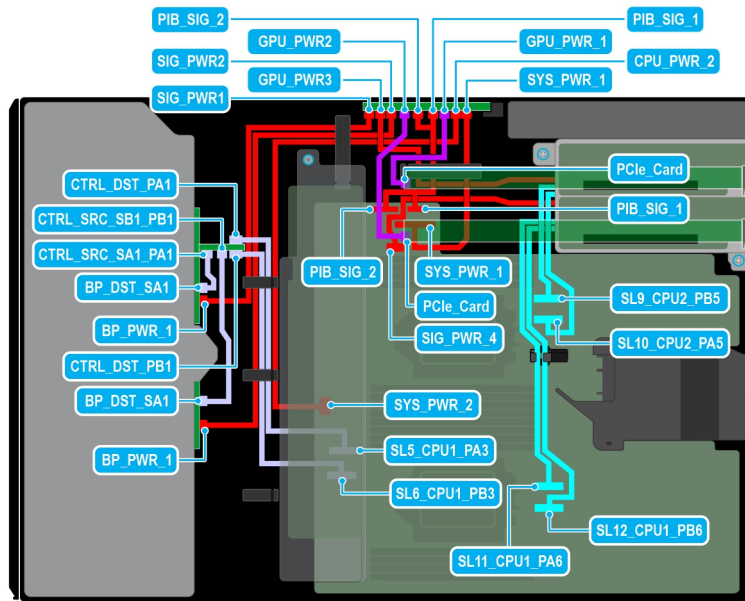 PIB_SIG_2
PIB_SIG_1
GPU_PWR2
GPU_PWR_1
SIG_PWR2
CPU_PWR_2
GPU_PWR3
SYS_PWR_1
SIG_PWR1
PCIe_Card
CTRL_DST_PA1
PIB_SIG_1
CTRL_SRC_SB1_PB1
CTRL_SRC_SA1_PA1
PIB_SIG_2
SYS_PWR_1
BP_DST_SA1
PCIe_Card
SL9_CPU2_PB5
BP_PWR_1
SIG_PWR_4
SL10_CPU2_PA5
CTRL_DST_PB1
BP_DST_SA1
SYS_PWR_2
BP_PWR_1
SL5_CPU1_PA3
SL6_CPU1_PB3
SL12_CPU1_PB6
SL11_CPU1_PA6